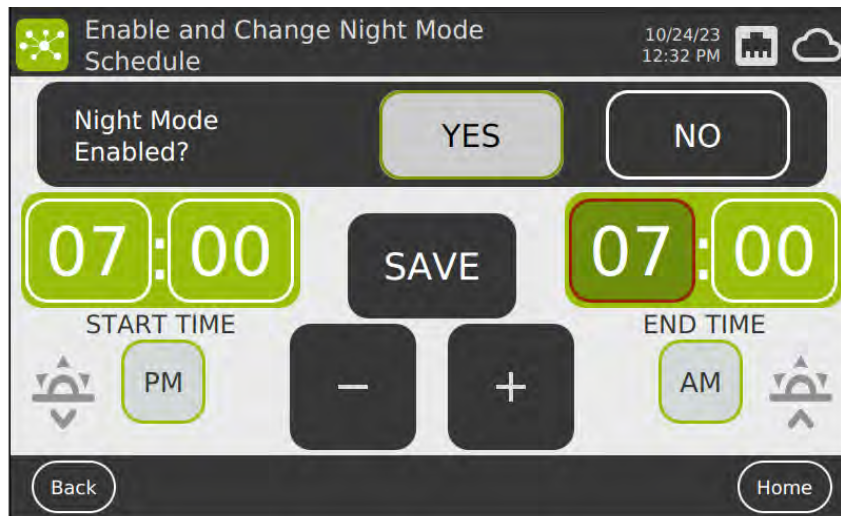 Enable and Change Night Mode
Schedule
10/24/23
12:32 PM
Night Mode
Enabled?
YES
NO
07:00
SAVE
07:00
START TIME
END TIME
PM
−
+
AM
Back
Home